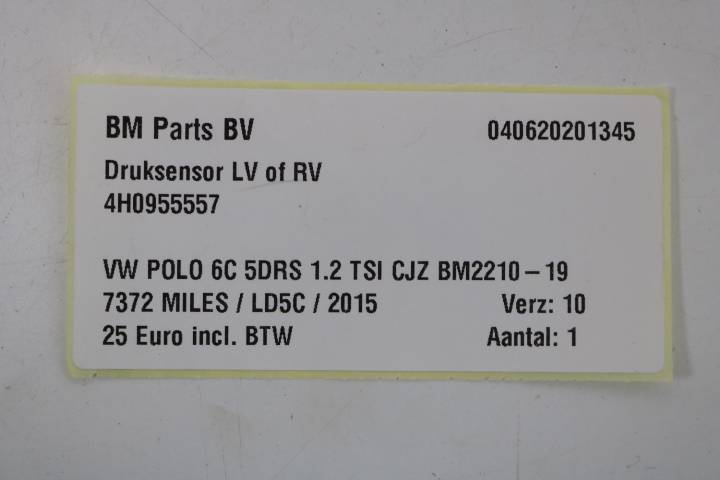 BM Parts BV 040620201345
Druksensor LV of RV
4H0955557
VW POLO 6C 5DRS 1.2 TSI CJZ BM2210-19
7372 MILES / LD5C / 2015 Verz: 10
25 Euro incl. BTW Aantal: 1